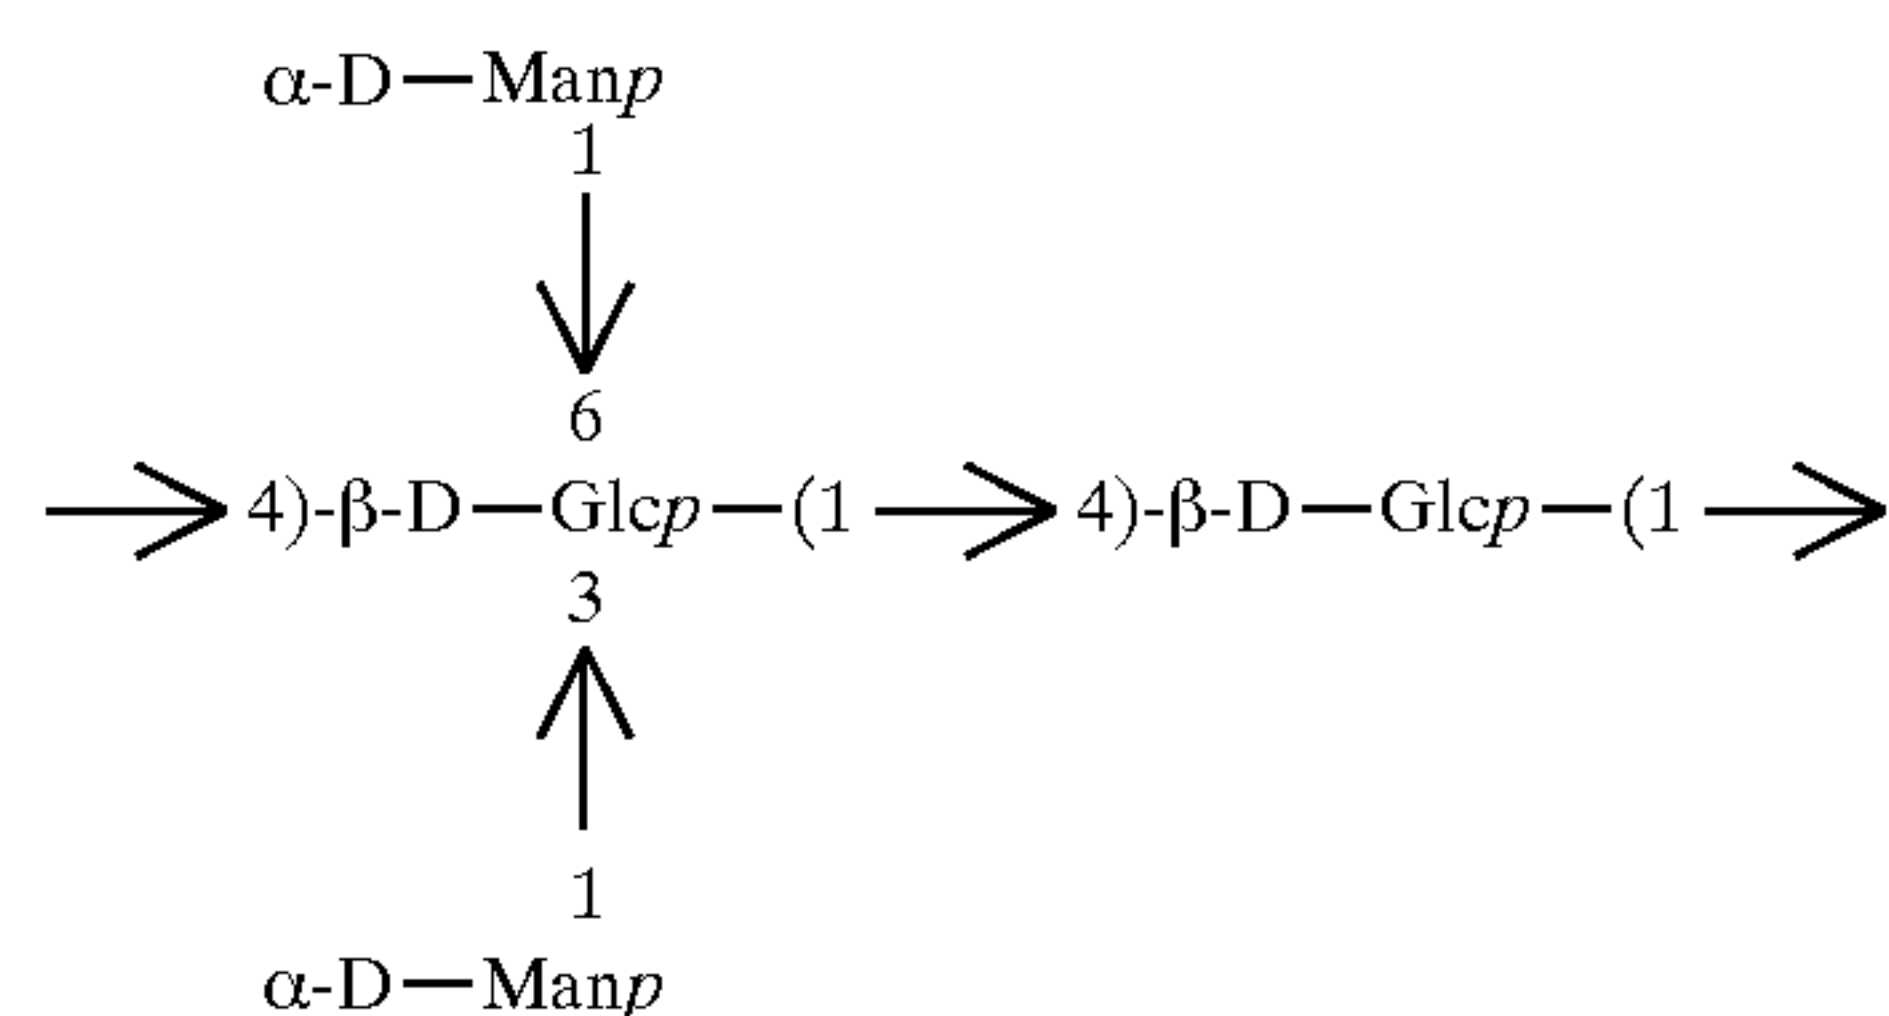 α-D—Manp
1
6
4)-β-D—Glcp—(1 → 4)-β-D—Glcp—(1
3
1
α-D—Manp